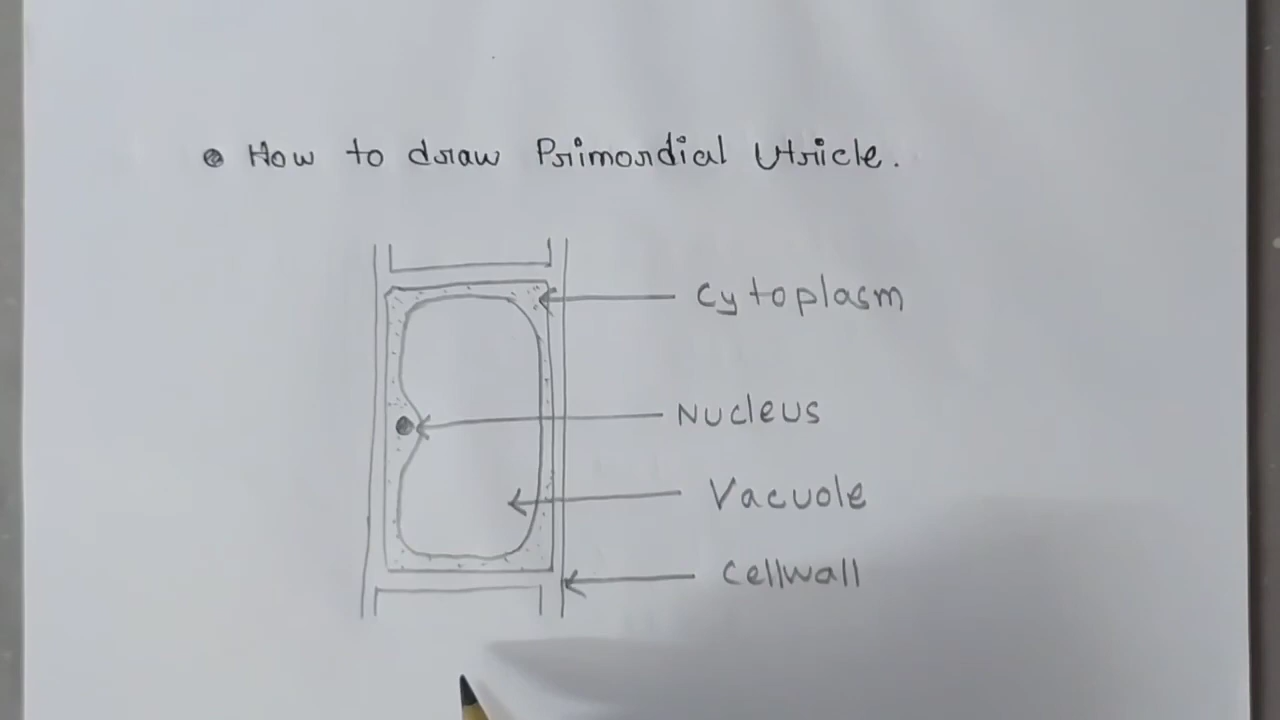 How to draw Primordial Utricle.
Cytoplasm
Nucleus
Vacuole
Cellwall